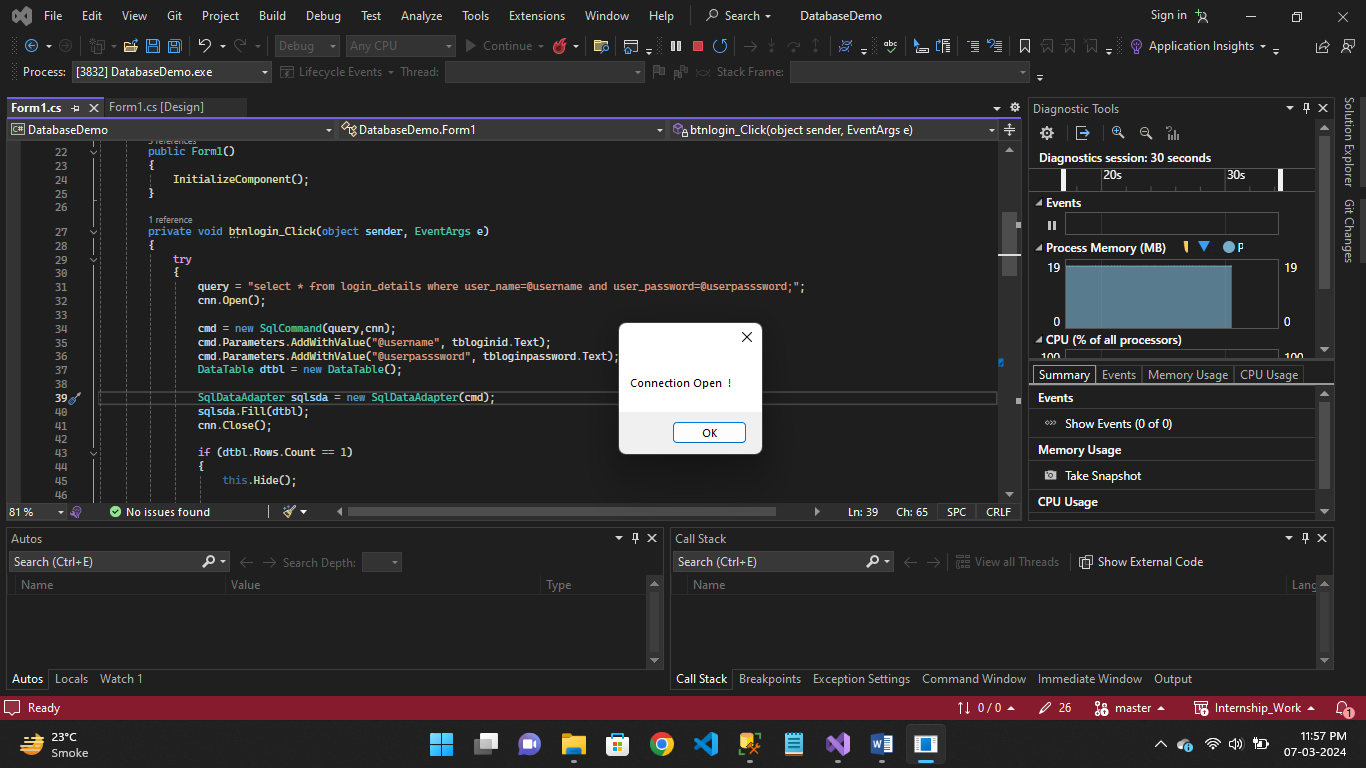 File Edit View Git Project Build Debug Test Analyze Tools Extensions Window Help Search DatabaseDemo Sign in
Debug Any CPU Continue Application Insights
Process: [3832] DatabaseDemo.exe Lifecycle Events Thread: Stack Frame:
Form1.cs Form1.cs [Design]
DatabaseDemo DatabaseDemo.Form1 btnlogin_Click(object sender, EventArgs e)
3 references
22 public Form1()
23 {
24 InitializeComponent();
25 }
26
1 reference
27 private void btnlogin_Click(object sender, EventArgs e)
28 {
29 try
30 {
31 query = "select * from login_details where user_name=@username and user_password=@userpasssword;";
32 cnn.Open();
33
34 cmd = new SqlCommand(query,cnn);
35 cmd.Parameters.AddWithValue("@username", tbloginid.Text);
36 cmd.Parameters.AddWithValue("@userpasssword", tbloginpassword.Text);
37 DataTable dtbl = new DataTable();
38
39 SqlDataAdapter sqlsda = new SqlDataAdapter(cmd);
40 sqlsda.Fill(dtbl);
41 cnn.Close();
42
43 if (dtbl.Rows.Count == 1)
44 {
45 this.Hide();
46
81 % No issues found Ln: 39 Ch: 65 SPC CRLF
Connection Open !
OK
Diagnostic Tools
Diagnostics session: 30 seconds
20s 30s
Events
Process Memory (MB) P
19 19
0 0
CPU (% of all processors)
100 100
Summary Events Memory Usage CPU Usage
Events
Show Events (0 of 0)
Memory Usage
Take Snapshot
CPU Usage
Solution Explorer
Git Changes
Autos
Search (Ctrl+E) Search Depth:
Name Value Type
Autos Locals Watch 1
Call Stack
Search (Ctrl+E) View all Threads Show External Code
Name Lang
Call Stack Breakpoints Exception Settings Command Window Immediate Window Output
Ready 0 / 0 26 master Internship_Work 1
23°C
Smoke
11:57 PM
07-03-2024